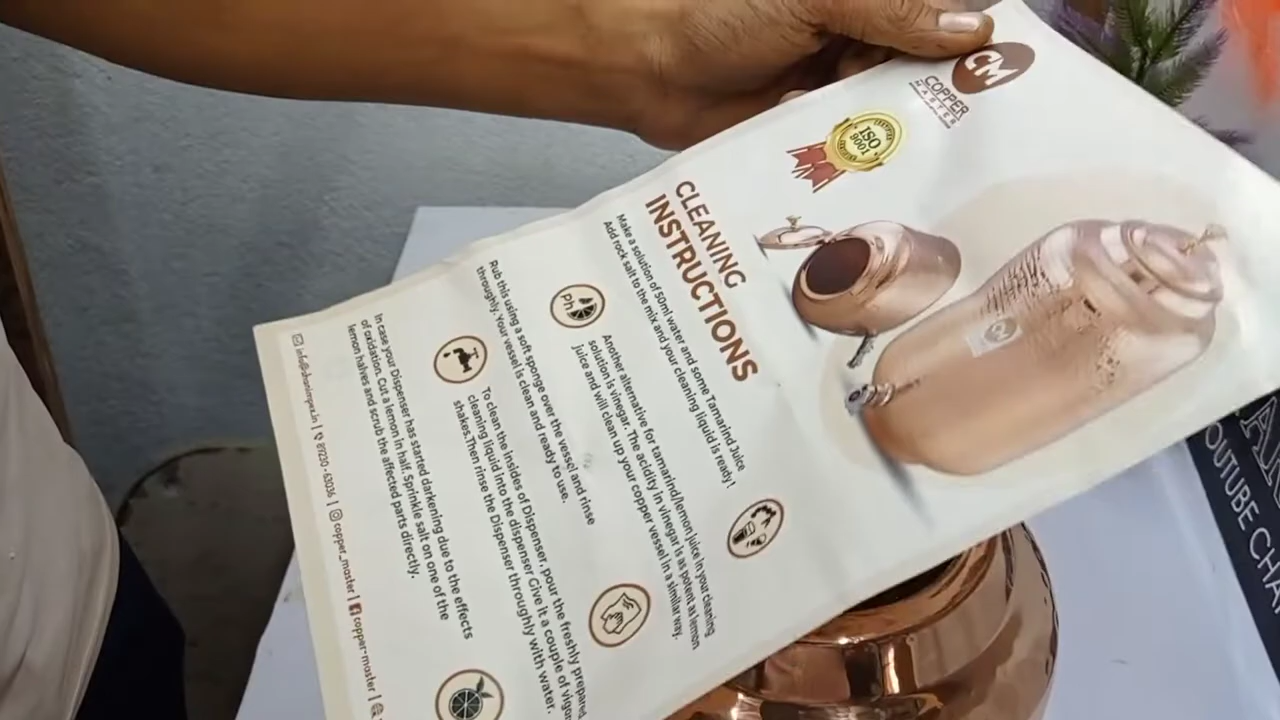 CM
COPPER
MASTER
CERTIFIED
ISO
9001
CERTIFIED
CLEANING
INSTRUCTIONS
Make a solution of 50ml water and some Tamarind Juice
Add rock salt to the mix and your cleaning liquid is ready!
Ph
Another alternative for tamarind/lemon juice in your cleaning
solution is vinegar. The acidity in vinegar is as potent as lemon
juice and will clean up your copper vessel in a similar way.
Rub this using a soft sponge over the vessel and rinse
throughly. Your vessel is clean and ready to use.
To clean the insides of Dispenser, pour the freshly prepared
cleaning liquid into the dispenser Give it a couple of
shakes.Then rinse the Dispenser throughly with water.
In case your Dispenser has started darkening due to the effects
of oxidation. Cut a lemon in half. Sprinkle salt on one of the
lemon halves and scrub the affected parts directly.
copper_master | copper-master |
OUTUBE CHA